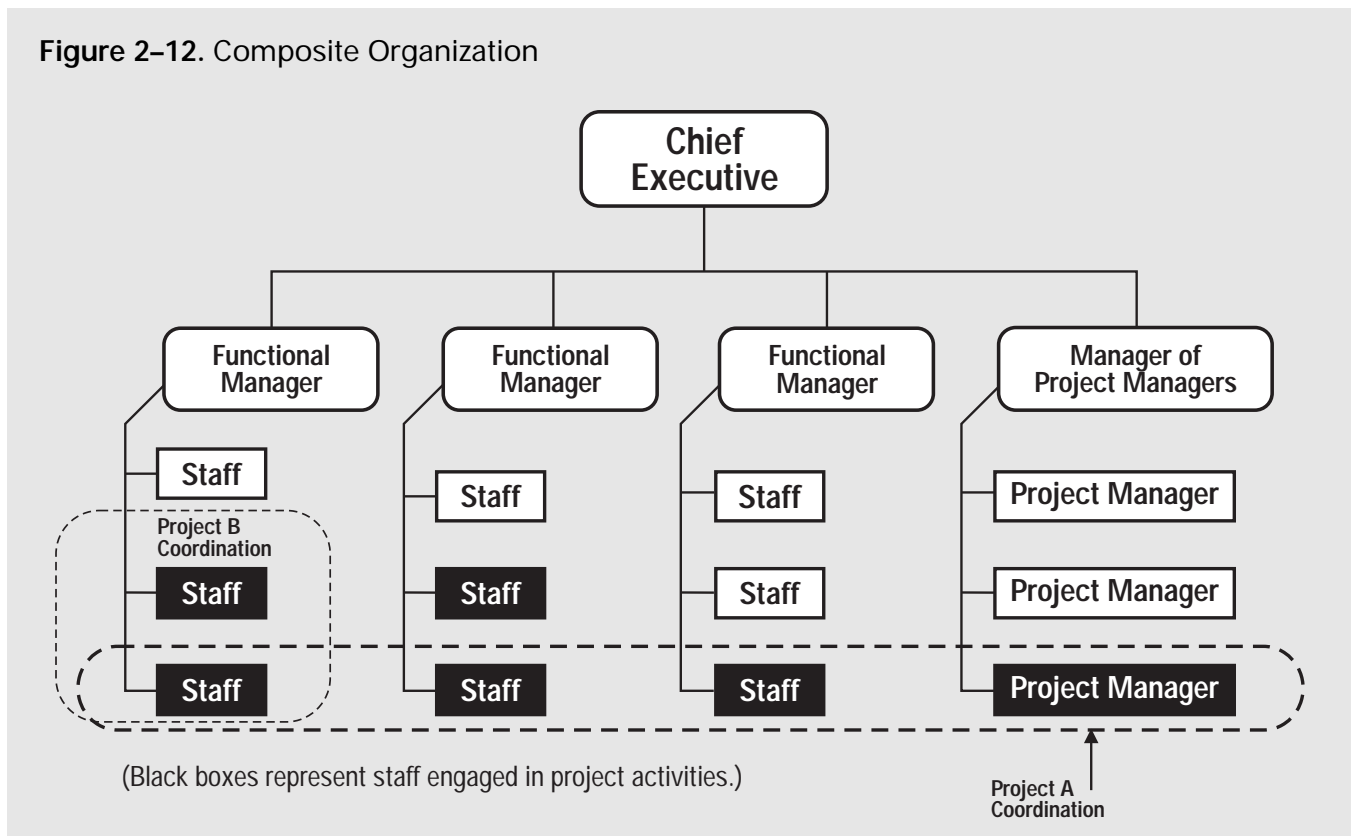 Figure 2–12. Composite Organization
Chief
Executive
Functional
Manager
Functional
Manager
Functional
Manager
Manager of
Project Managers
Staff
Staff
Staff
Project Manager
Project B
Coordination
Staff
Staff
Staff
Project Manager
Staff
Staff
Staff
Project Manager
(Black boxes represent staff engaged in project activities.)
Project A
Coordination